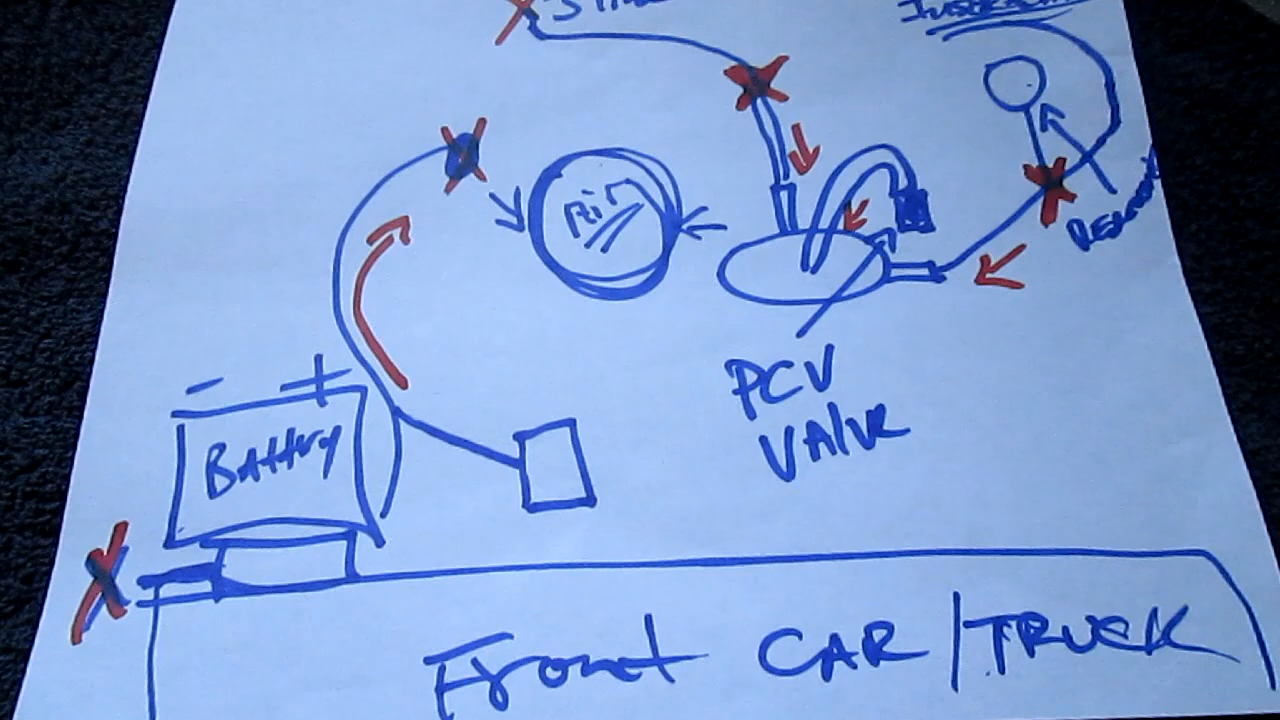 Air
-
+
Battery
PCV
VAlVE
Front CAR/TRUCK